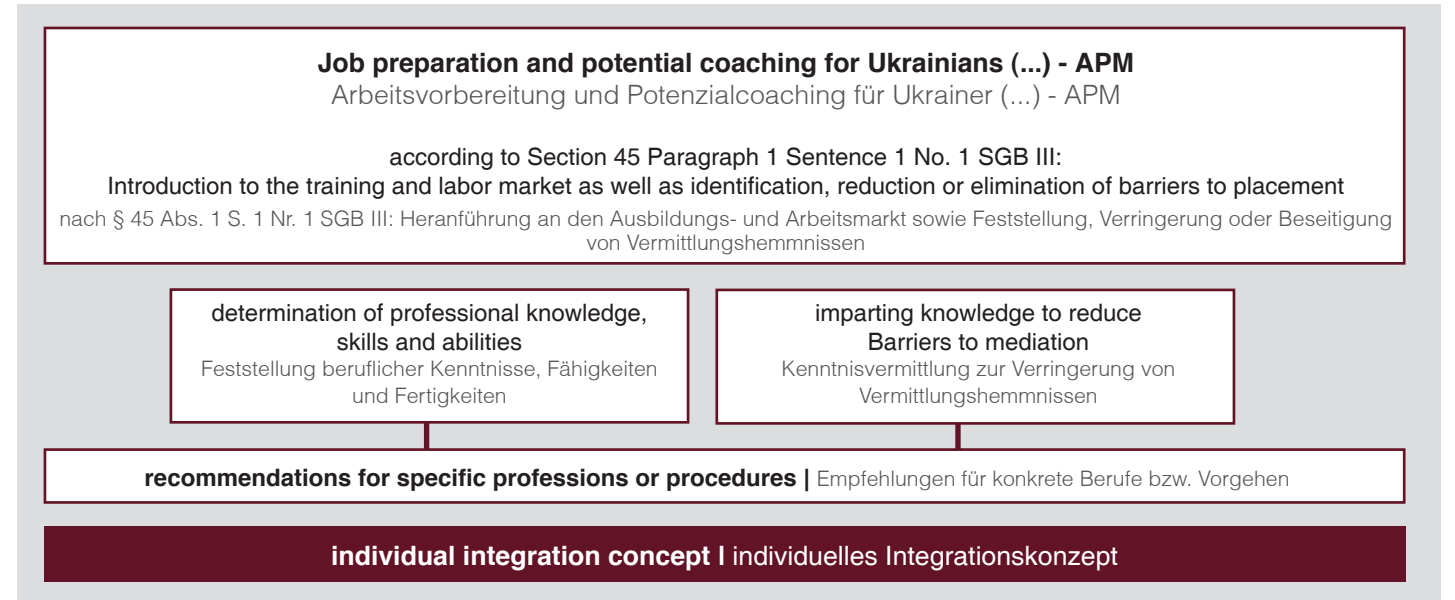 Job preparation and potential coaching for Ukrainians (...) - APM
Arbeitsvorbereitung und Potenzialcoaching für Ukrainer (...) - APM
according to Section 45 Paragraph 1 Sentence 1 No. 1 SGB III:
Introduction to the training and labor market as well as identification, reduction or elimination of barriers to placement
nach § 45 Abs. 1 S. 1 Nr. 1 SGB III: Heranführung an den Ausbildungs- und Arbeitsmarkt sowie Feststellung, Verringerung oder Beseitigung
von Vermittlungshemmnissen
determination of professional knowledge,
skills and abilities
Feststellung beruflicher Kenntnisse, Fähigkeiten
und Fertigkeiten
imparting knowledge to reduce
Barriers to mediation
Kenntnisvermittlung zur Verringerung von
Vermittlungshemmnissen
recommendations for specific professions or procedures | Empfehlungen für konkrete Berufe bzw. Vorgehen
individual integration concept I individuelles Integrationskonzept